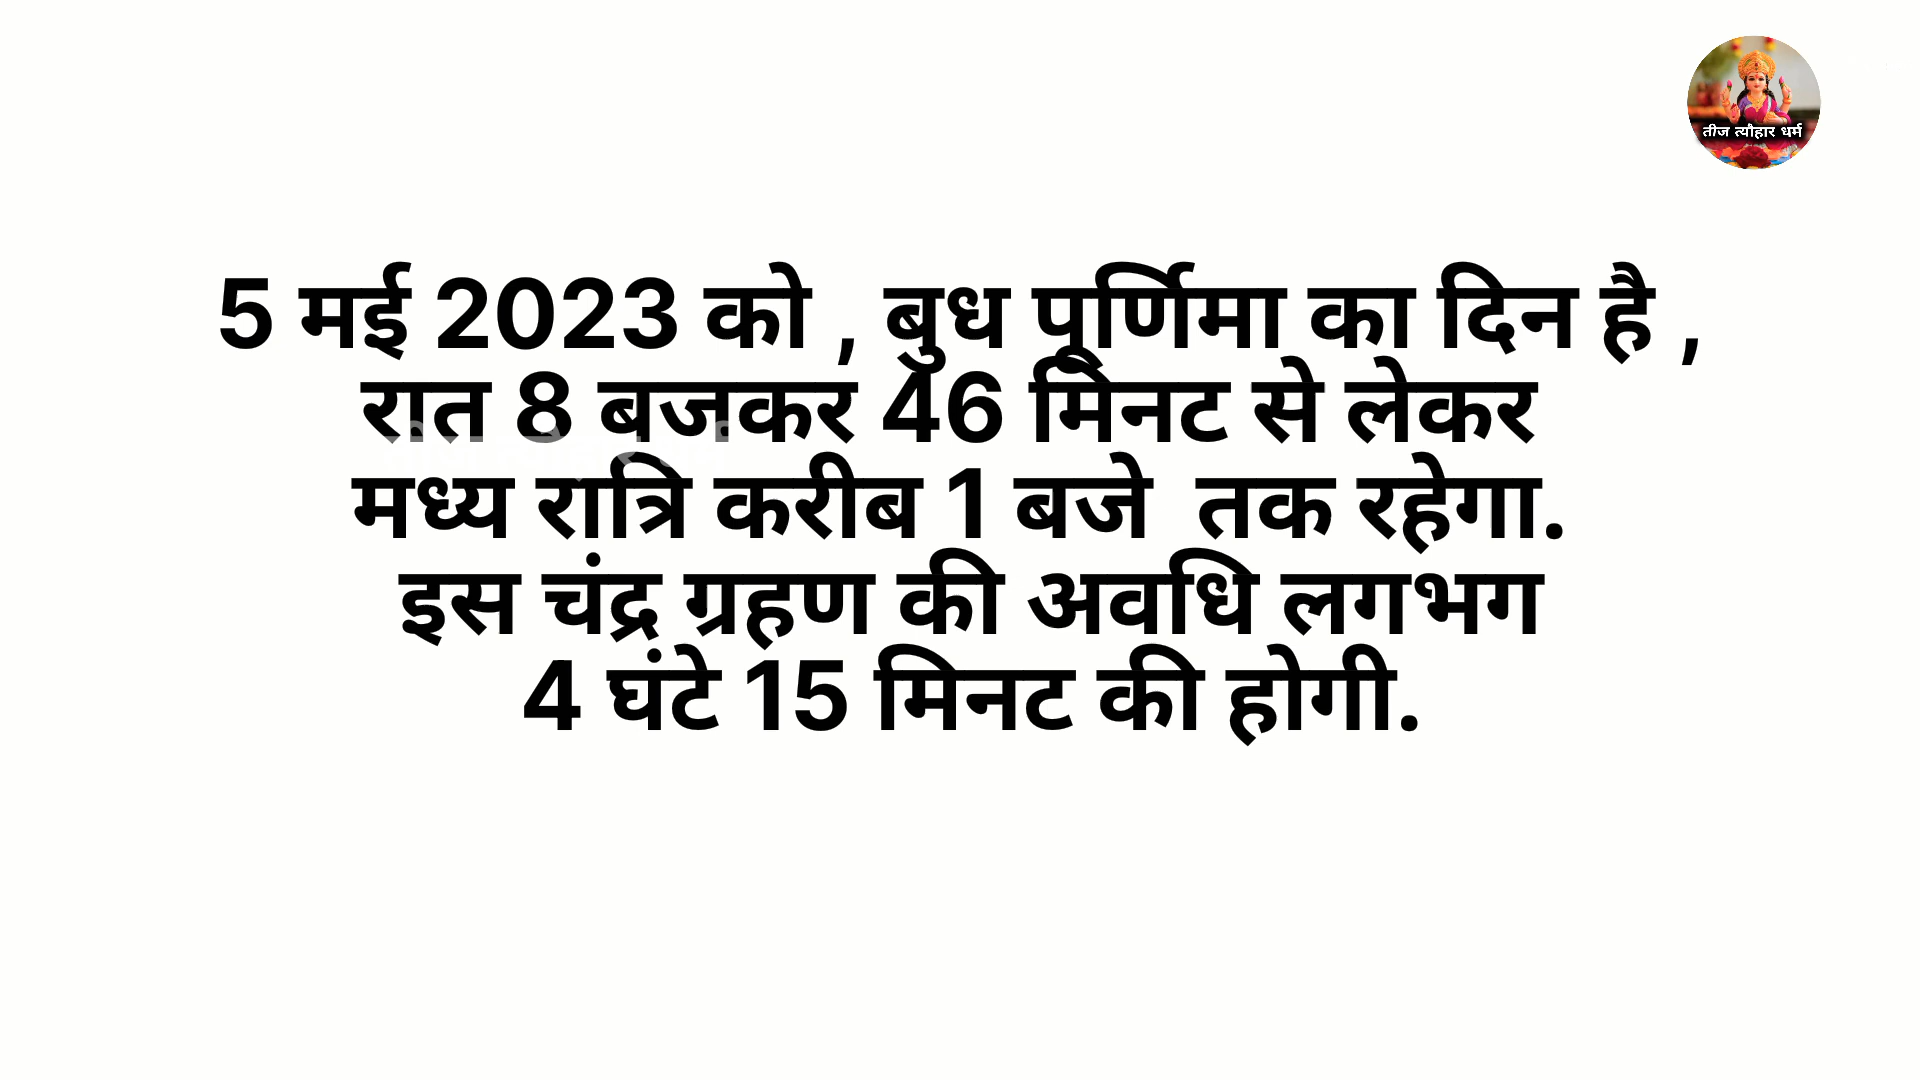 तीज त्यौहार धर्म
5 मई 2023 को , बुध पूर्णिमा का दिन है ,
रात 8 बजकर 46 मिनट से लेकर
मध्य रात्रि करीब 1 बजे  तक रहेगा.
इस चंद्र ग्रहण की अवधि लगभग
4 घंटे 15 मिनट की होगी.